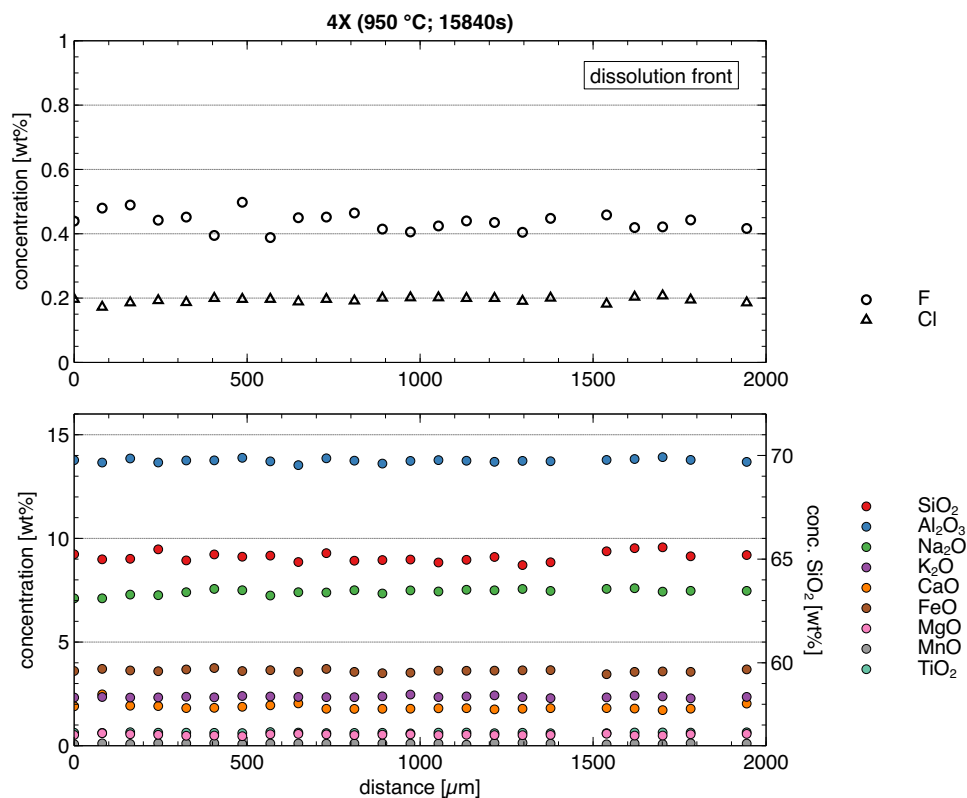 4X (950 °C; 15840s)
1
0.8
0.6
0.4
0.2
0
concentration [wt%]
dissolution front
0 500 1000 1500 2000
F
Cl
15
10
5
0
concentration [wt%]
70
65
60
conc. SiO₂ [wt%]
0 500 1000 1500 2000
distance [µm]
SiO₂
Al₂O₃
Na₂O
K₂O
CaO
FeO
MgO
MnO
TiO₂